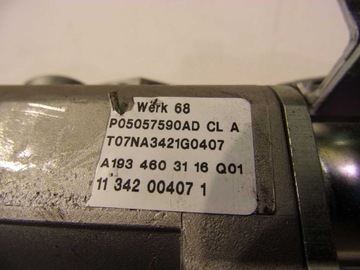 Werk 68
P05057590AD CL A
T07NA3421G0407
A193 460 31 16 Q01
11 342 00407 1